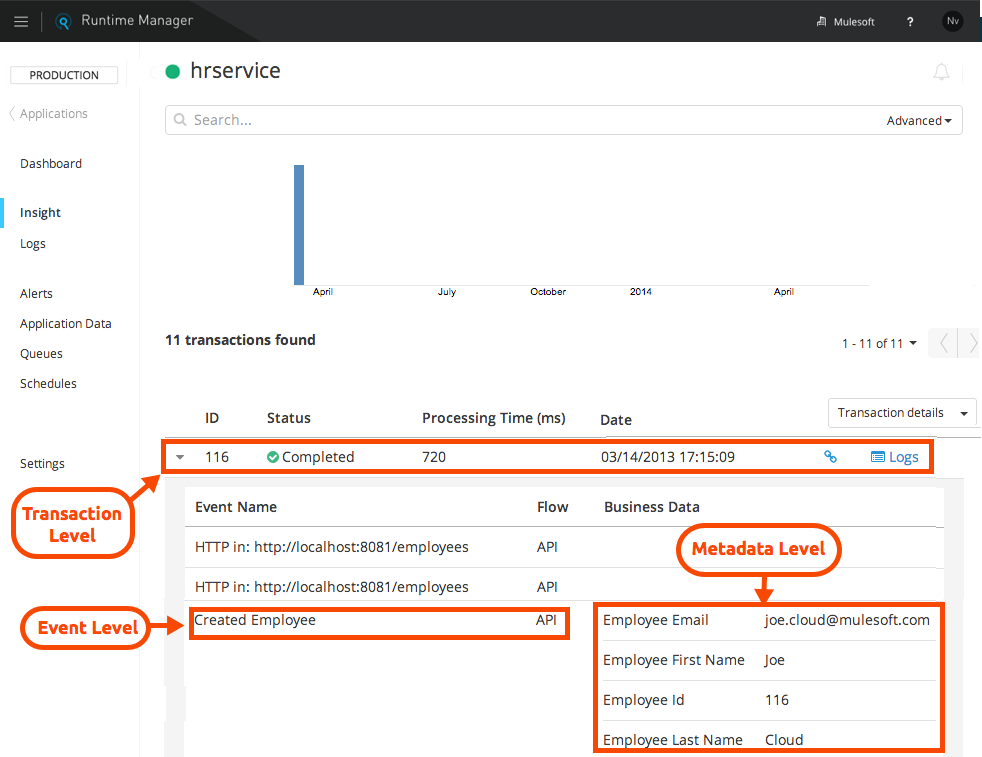 Runtime Manager
Mulesoft
?
Nv
PRODUCTION
hrservice
Applications
Search...
Advanced
Dashboard
Insight
Logs
Alerts
Application Data
Queues
Schedules
Settings
April July October 2014 April
11 transactions found
1 - 11 of 11
Transaction details
ID Status Processing Time (ms) Date
116 Completed 720 03/14/2013 17:15:09 Logs
Transaction
Level
Event Name Flow Business Data
HTTP in: http://localhost:8081/employees API
Metadata Level
HTTP in: http://localhost:8081/employees API
Event Level
Created Employee API
Employee Email joe.cloud@mulesoft.com
Employee First Name Joe
Employee Id 116
Employee Last Name Cloud